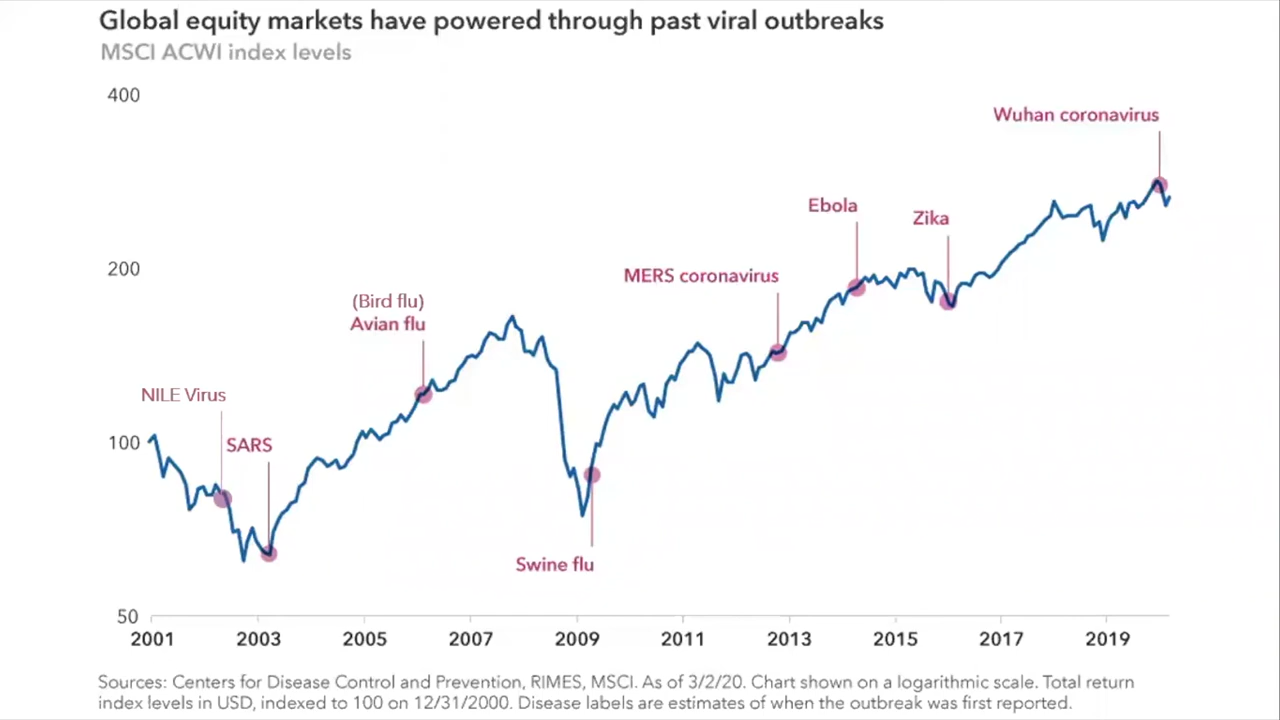 Global equity markets have powered through past viral outbreaks
MSCI ACWI index levels
400
Wuhan coronavirus
Ebola
Zika
200
MERS coronavirus
(Bird flu)
Avian flu
NILE Virus
SARS
100
Swine flu
50
2001 2003 2005 2007 2009 2011 2013 2015 2017 2019
Sources: Centers for Disease Control and Prevention, RIMES, MSCI. As of 3/2/20. Chart shown on a logarithmic scale. Total return
index levels in USD, indexed to 100 on 12/31/2000. Disease labels are estimates of when the outbreak was first reported.